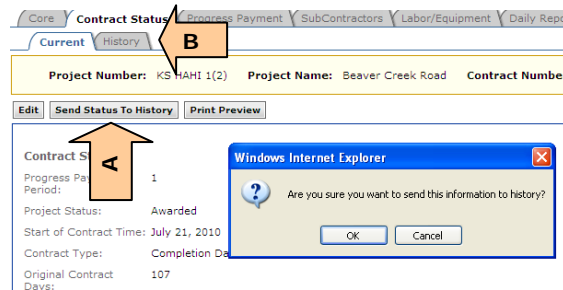 Core Contract Status Progress Payment SubContractors Labor/Equipment Daily Repo
Current History B
Project Number: KS HAHI 1(2) Project Name: Beaver Creek Road Contract Numbe
Edit Send Status To History Print Preview
A
Contract St
Windows Internet Explorer
Progress Pay 1
Period:
Are you sure you want to send this information to history?
Project Status: Awarded
Start of Contract Time: July 21, 2010
OK Cancel
Contract Type: Completion Da
Original Contract 107
Days: